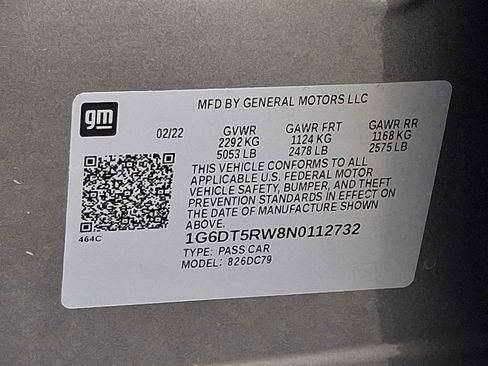 gm
MFD BY GENERAL MOTORS LLC
02/22 GVWR GAWR FRT GAWR RR
2292 KG 1124 KG 1168 KG
5053 LB 2478 LB 2575 LB
THIS VEHICLE CONFORMS TO ALL
APPLICABLE U.S. FEDERAL MOTOR
VEHICLE SAFETY, BUMPER, AND THEFT
PREVENTION STANDARDS IN EFFECT ON
THE DATE OF MANUFACTURE SHOWN
ABOVE.
464C
1G6DT5RW8N0112732
TYPE: PASS CAR
MODEL: 826DC79